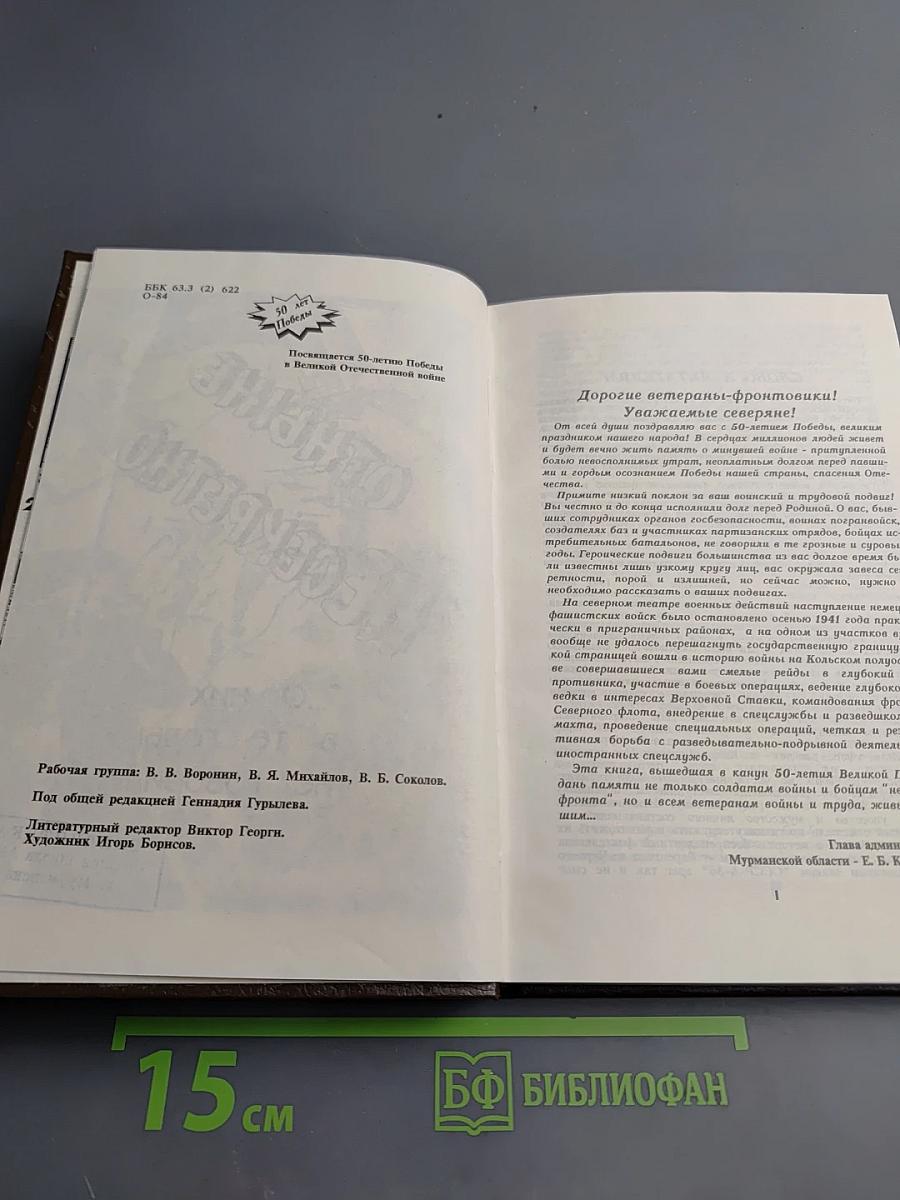 ББК 63.3 (2) 622
О-84
50 лет
Победы
Посвящается 50-летию Победы
в Великой Отечественной войне
Рабочая группа: В. В. Воронин, В. Я. Михайлов, В. Б. Соколов.
Под общей редакцией Геннадия Гурылева.
Литературный редактор Виктор Георги.
Художник Игорь Борисов.
Дорогие ветераны-фронтовики!
Уважаемые северяне!
От всей души поздравляю вас с 50-летием Победы, великим
праздником нашего народа! В сердцах миллионов людей живет
и будет вечно жить память о минувшей войне - притупленной
болью невосполнимых утрат, неоплатным долгом перед павши-
ми и гордым осознанием Победы нашей страны, спасения Оте-
чества.
Примите низкий поклон за ваш воинский и трудовой подвиг!
Вы честно и до конца исполнили долг перед Родиной. О вас, быв-
ших сотрудниках органов госбезопасности, воинах погранвойск,
создателях баз и участниках партизанских отрядов, бойцах ис-
требительных батальонов, не говорили в те грозные и суровы
годы. Героические подвиги большинства из вас долгое время бы
ли известны лишь узкому кругу лиц, вас окружала завеса се
ретности, порой и излишней, но сейчас можно, нужно
необходимо рассказать о ваших подвигах.
На северном театре военных действий наступление немец
фашистских войск было остановлено осенью 1941 года прак
чески в приграничных районах, а на одном из участков в
вообще не удалось перешагнуть государственную границу
кой страницей вошли в историю войны на Кольском полуос
ве совершавшиеся вами смелые рейды в глубокий
противника, участие в боевых операциях, ведение глубоко
ведки в интересах Верховной Ставки, командования фро
Северного флота, внедрение в спецслужбы и разведшкол
махта, проведение специальных операций, четкая и рез
тивная борьба с разведывательно-подрывной деятель
иностранных спецслужб.
Эта книга, вышедшая в канун 50-летия Великой П
дань памяти не только солдатам войны и бойцам "не
фронта", но и всем ветеранам войны и труда, живы
шим...
Глава админ
Мурманской области - Е. Б. К
1
15 см
БФ БИБЛИОФАН